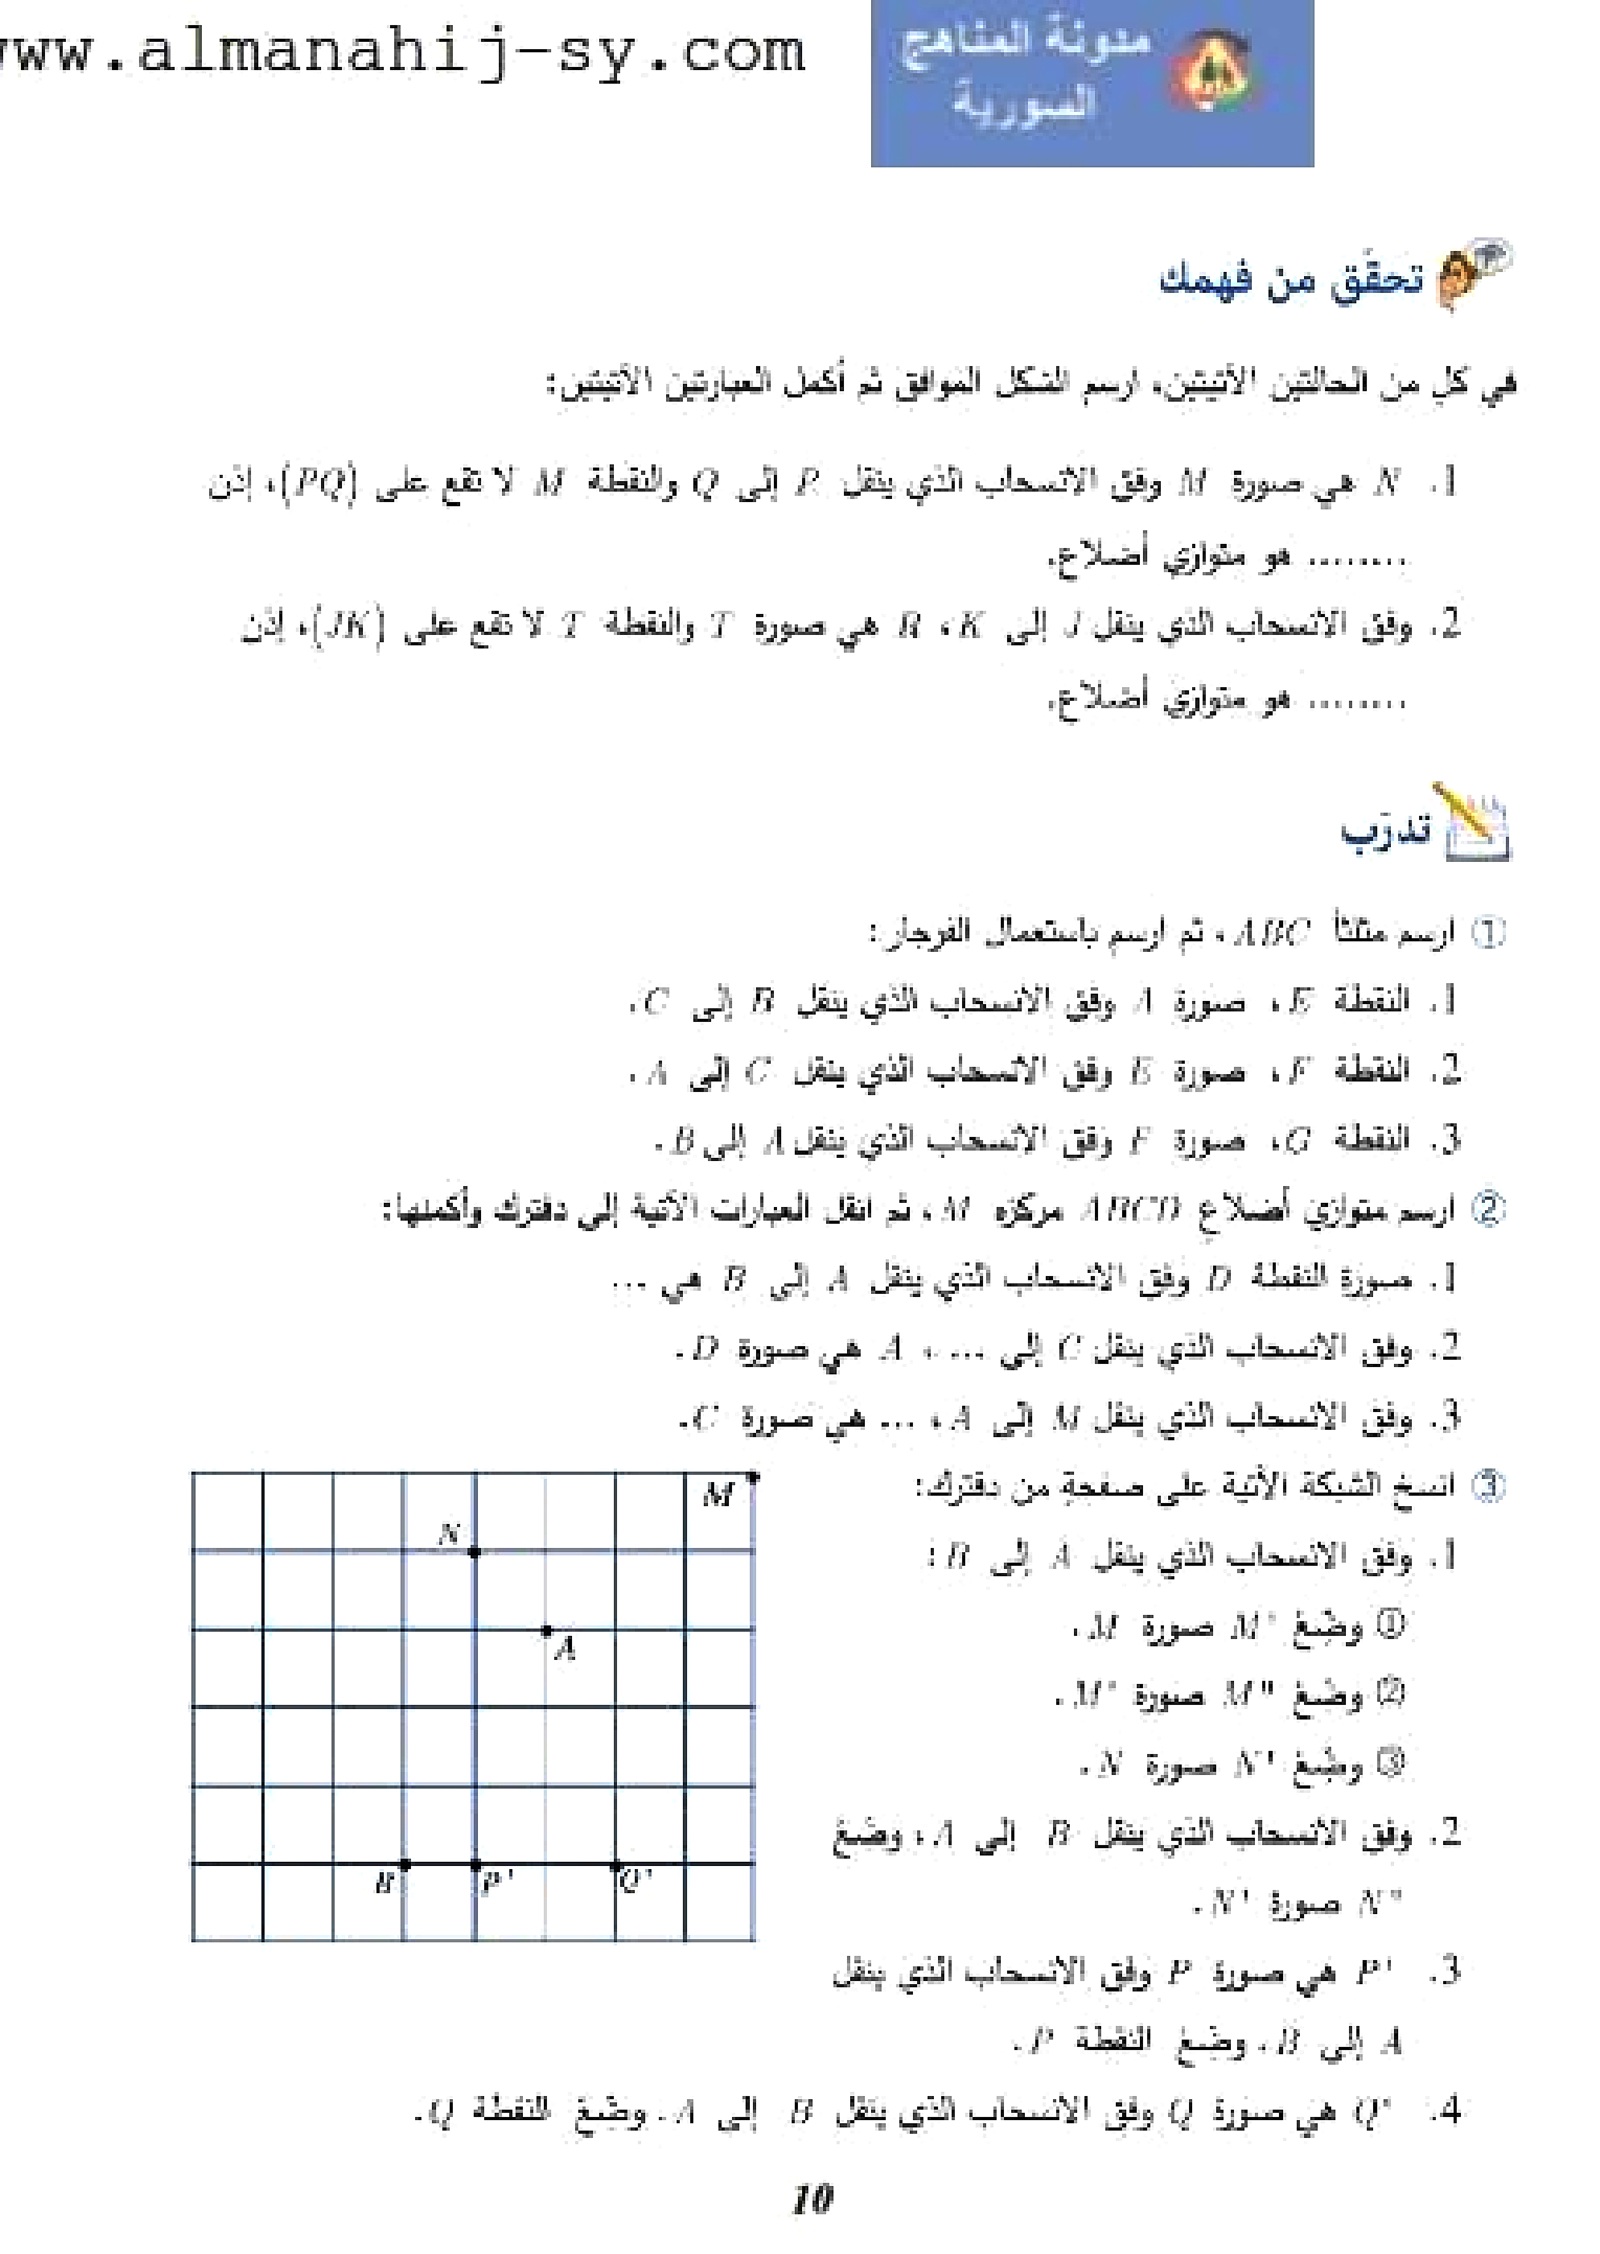 www.almanahij-sy.com
مدونة المناهج
السورية
تحقّق من فهمك
في كلٍ من الحالتين الآتيتين، ارسم الشكل الموافق ثم أكمل العبارتين الآتيتين:
1. N هي صورة M وفق الانسحاب الذي ينقل P إلى Q والنقطة M لا تقع على (PQ)، إذن
........ هو متوازي أضلاع.
2. وفق الانسحاب الذي ينقل J إلى K، R هي صورة T والنقطة T لا تقع على (JK)، إذن
........ هو متوازي أضلاع.
تدرّب
① ارسم مثلثاً ABC، ثم ارسم باستعمال الفرجار:
1. النقطة E، صورة A وفق الانسحاب الذي ينقل B إلى C.
2. النقطة F، صورة E وفق الانسحاب الذي ينقل C إلى A.
3. النقطة G، صورة F وفق الانسحاب الذي ينقل A إلى B.
② ارسم متوازي أضلاعٍ ABCD مركزه M، ثم انقل العبارات الآتية إلى دفترك وأكملها:
1. صورة النقطة D وفق الانسحاب الذي ينقل A إلى B هي ...
2. وفق الانسحاب الذي ينقل C إلى ... ، A هي صورة D.
3. وفق الانسحاب الذي ينقل M إلى A، ... هي صورة C.
③ انسخ الشبكة الآتية على صفحةٍ من دفترك:
1. وفق الانسحاب الذي ينقل A إلى B:
① وضّع M' صورة M.
② وضّع M" صورة M'.
③ وضّع N' صورة N.
2. وفق الانسحاب الذي ينقل B إلى A، وضّع
N" صورة N'.
3. P' هي صورة P وفق الانسحاب الذي ينقل
A إلى B. وضّع النقطة P.
4. Q' هي صورة Q وفق الانسحاب الذي ينقل B إلى A. وضّع النقطة Q.
M
N
A
B P' Q'
10